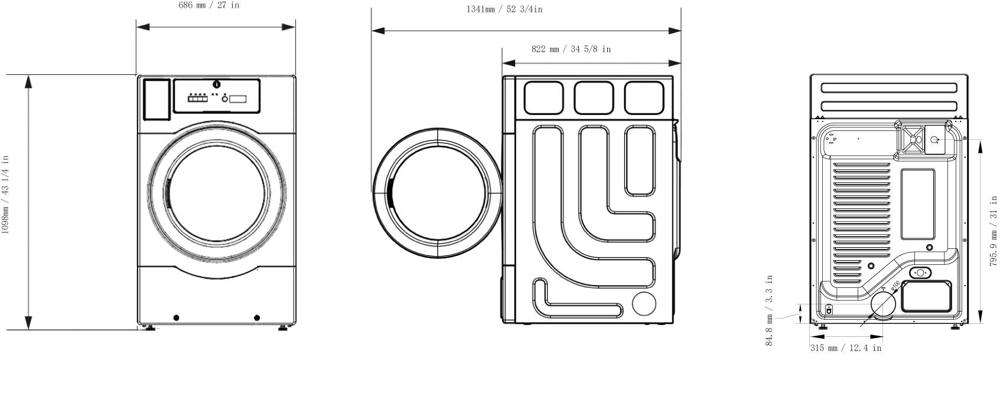 686 mm / 27 in
1098mm / 43 1/4 in
1341mm / 52 3/4in
822 mm / 34 5/8 in
795.9 mm / 31 in
84.8 mm / 3.3 in
φ100
315 mm / 12.4 in